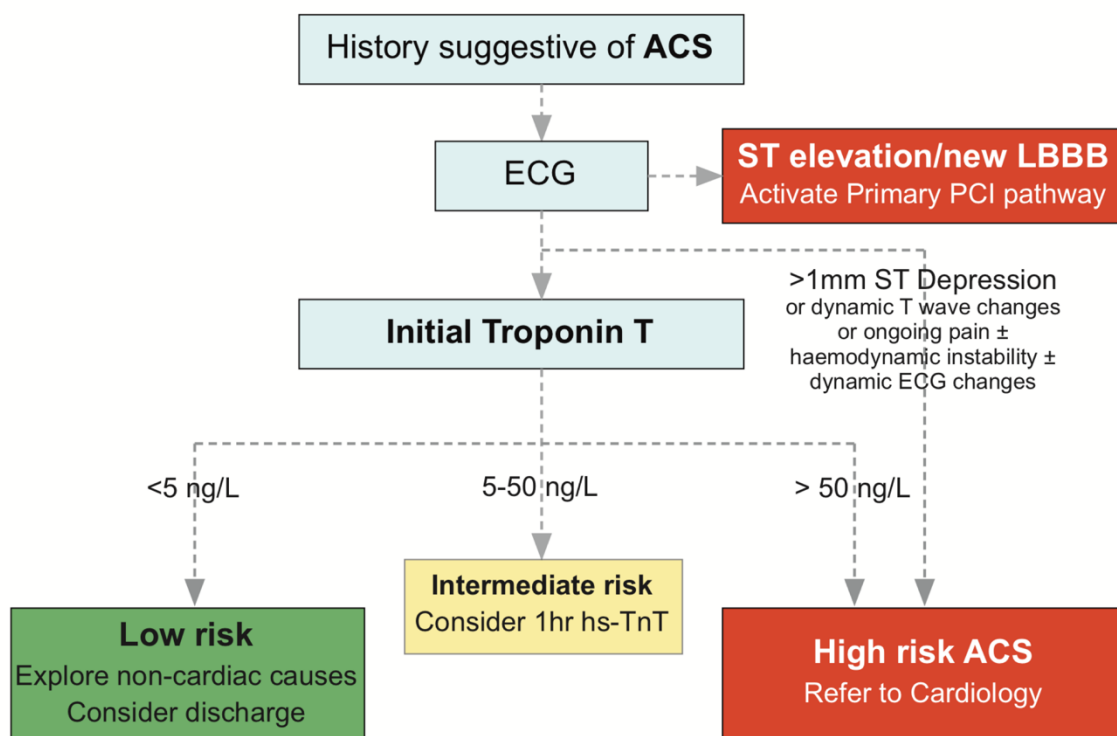 History suggestive of ACS
ECG
ST elevation/new LBBB
Activate Primary PCI pathway
>1mm ST Depression
or dynamic T wave changes
or ongoing pain ±
haemodynamic instability ±
dynamic ECG changes
Initial Troponin T
<5 ng/L
5-50 ng/L
> 50 ng/L
Low risk
Explore non-cardiac causes
Consider discharge
Intermediate risk
Consider 1hr hs-TnT
High risk ACS
Refer to Cardiology